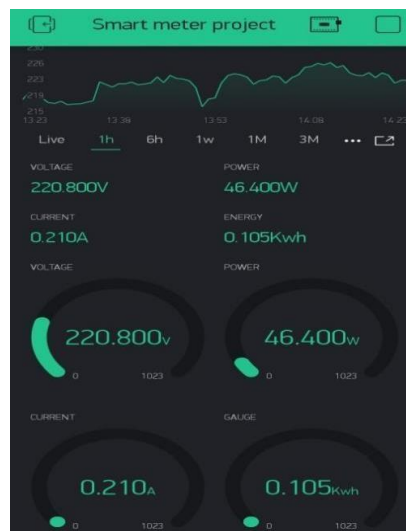 Smart meter project
230
226
223
219
215
13:23 13:38 13:53 14:08 14:23
Live 1h 6h 1w 1M 3M ...
VOLTAGE POWER
220.800V 46.400W
CURRENT ENERGY
0.210A 0.105Kwh
VOLTAGE POWER
220.800V 46.400W
0 1023 0 1023
CURRENT GAUGE
0.210A 0.105Kwh
0 1023 0 1023